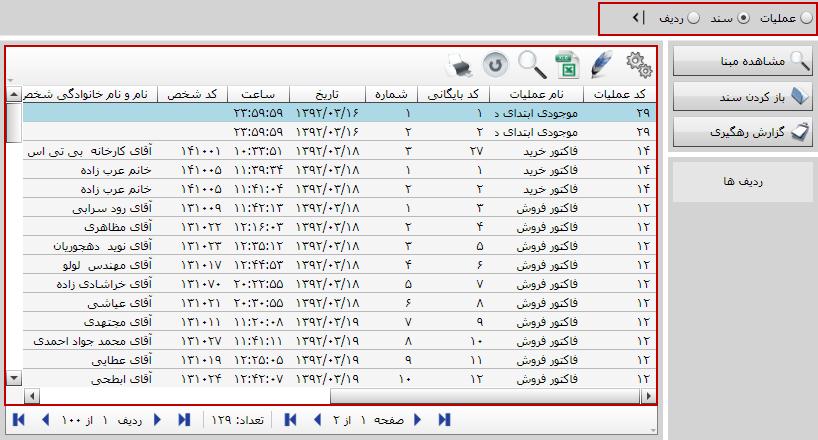 عملیات سند ردیف
مشاهده مبنا
باز کردن سند
گزارش رهگیری
ردیف ها
کد عملیات نام عملیات کد بایگانی شماره تاریخ ساعت کد شخص نام و نام خانوادگی شخص
۲۹ موجودی ابتدای د ۱ ۱ ۱۳۹۲/۰۳/۱۶ ۲۳:۵۹:۵۹
۲۹ موجودی ابتدای د ۲ ۲ ۱۳۹۲/۰۳/۱۶ ۲۳:۵۹:۵۹
۱۴ فاکتور خرید ۲۷ ۳ ۱۳۹۲/۰۳/۱۸ ۱۰:۳۳:۵۱ ۱۴۱۰۰۱ آقای کارخانه بی تی اس
۱۴ فاکتور خرید ۱ ۱ ۱۳۹۲/۰۳/۱۸ ۱۱:۳۹:۳۴ ۱۴۱۰۰۵ خانم عرب زاده
۱۴ فاکتور خرید ۲ ۲ ۱۳۹۲/۰۳/۱۸ ۱۱:۴۱:۰۴ ۱۴۱۰۰۵ خانم عرب زاده
۱۲ فاکتور فروش ۳ ۱ ۱۳۹۲/۰۳/۱۸ ۱۱:۴۲:۱۳ ۱۳۱۰۰۹ آقای رود سرابی
۱۲ فاکتور فروش ۴ ۲ ۱۳۹۲/۰۳/۱۸ ۱۲:۱۶:۰۳ ۱۳۱۰۲۲ آقای مظاهری
۱۲ فاکتور فروش ۵ ۳ ۱۳۹۲/۰۳/۱۸ ۱۲:۳۵:۱۲ ۱۳۱۰۲۳ آقای نوید دهجوریان
۱۲ فاکتور فروش ۶ ۴ ۱۳۹۲/۰۳/۱۸ ۱۲:۴۴:۵۳ ۱۳۱۰۱۷ آقای مهندس لولو
۱۲ فاکتور فروش ۷ ۵ ۱۳۹۲/۰۳/۱۸ ۲۰:۲۲:۵۵ ۱۳۱۰۷۰ آقای خراشادی زاده
۱۲ فاکتور فروش ۸ ۶ ۱۳۹۲/۰۳/۱۸ ۲۰:۳۰:۵۵ ۱۳۱۰۲۱ آقای عیاشی
۱۲ فاکتور فروش ۹ ۷ ۱۳۹۲/۰۳/۱۹ ۱۱:۲۰:۰۸ ۱۳۱۰۱۱ آقای مجتهدی
۱۲ فاکتور فروش ۱۰ ۸ ۱۳۹۲/۰۳/۱۹ ۱۱:۴۱:۱۱ ۱۳۱۰۲۷ آقای محمد جواد احمدی
۱۲ فاکتور فروش ۱۱ ۹ ۱۳۹۲/۰۳/۱۹ ۱۲:۲۵:۰۵ ۱۳۱۰۱۹ آقای عطایی
۱۲ فاکتور فروش ۱۲ ۱۰ ۱۳۹۲/۰۳/۱۹ ۱۲:۴۲:۰۷ ۱۳۱۰۲۴ آقای ابطحی
صفحه ۱ از ۲ تعداد: ۱۲۹ ردیف ۱ از ۱۰۰